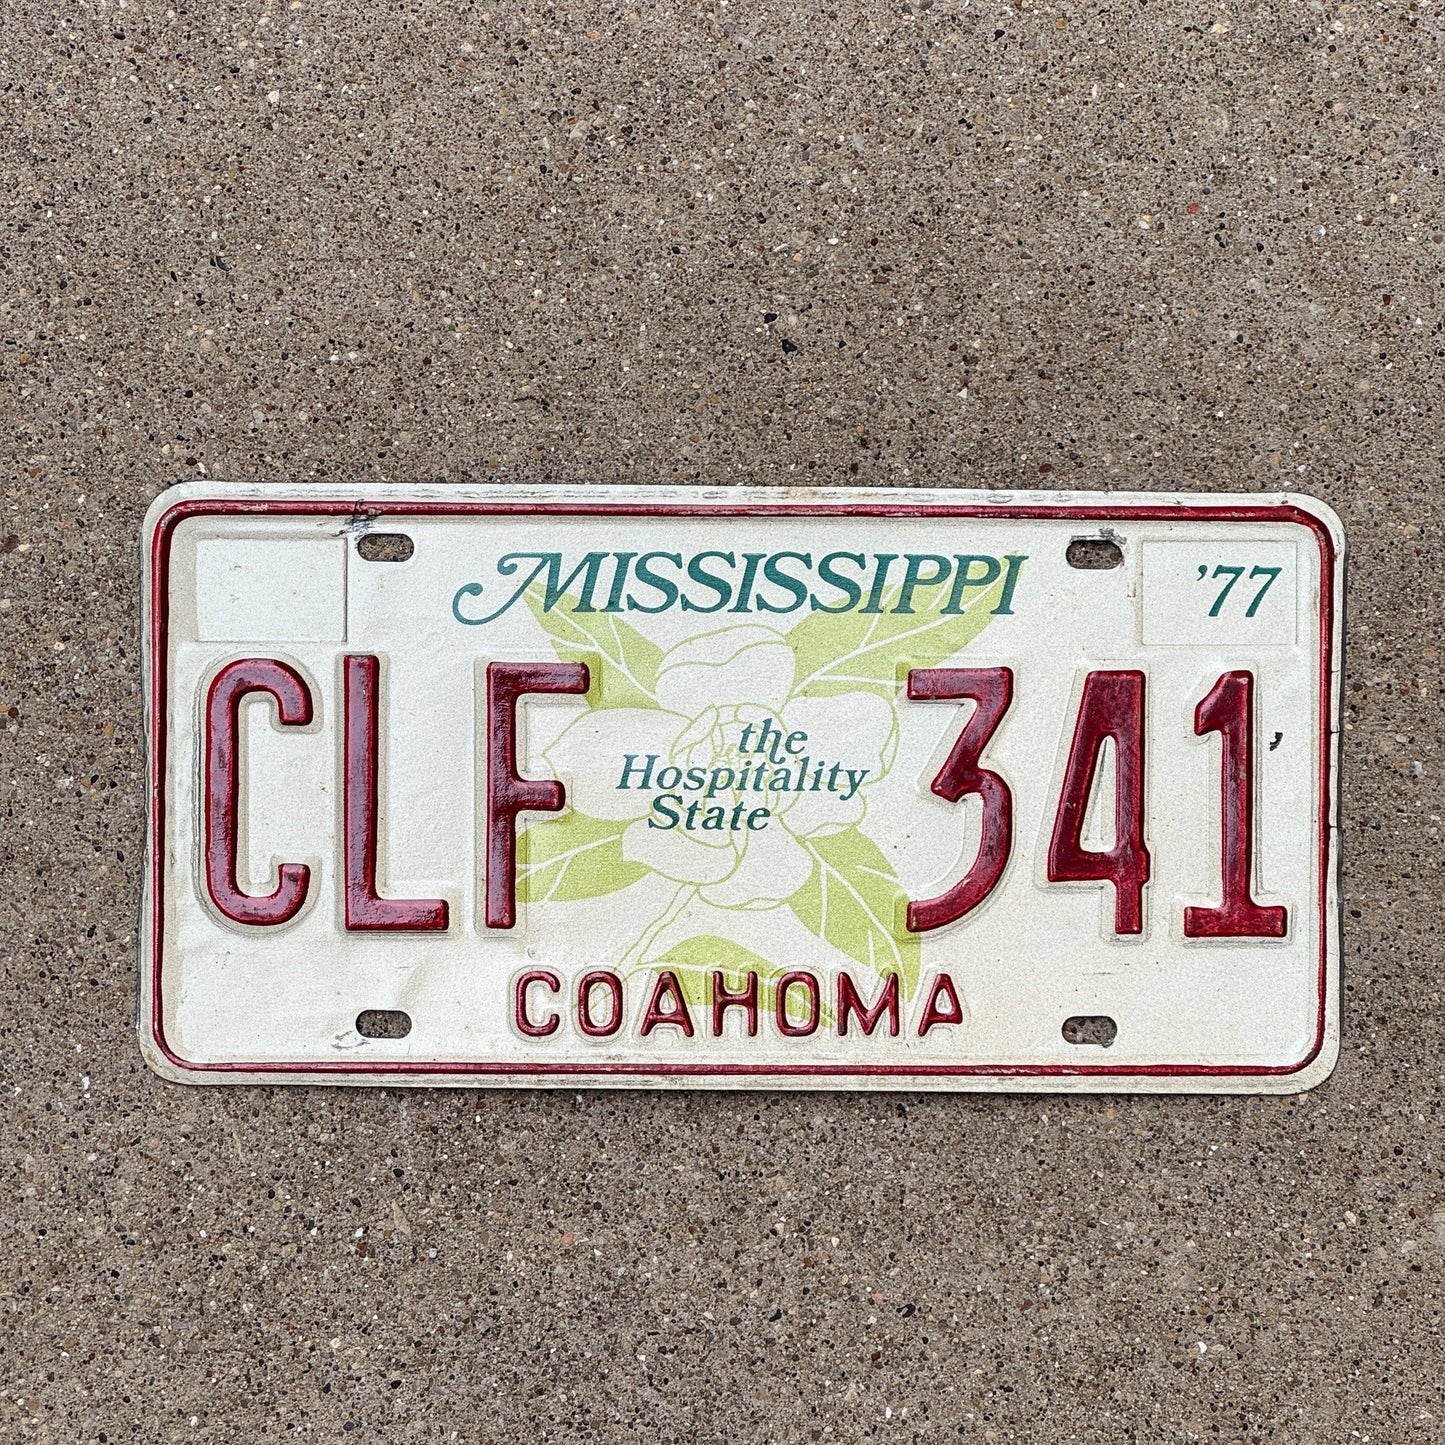 MISSISSIPPI '77
CLF 341
the
Hospitality
State
COAHOMA